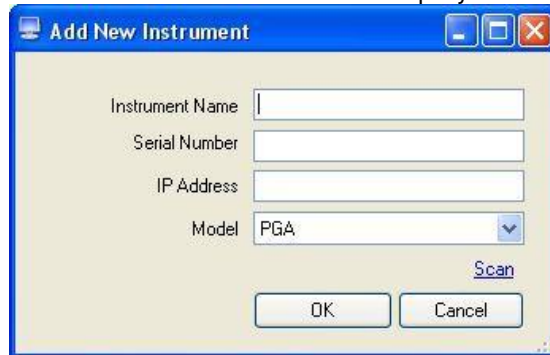 Add New Instrument
Instrument Name
Serial Number
IP Address
Model PGA
Scan
OK Cancel